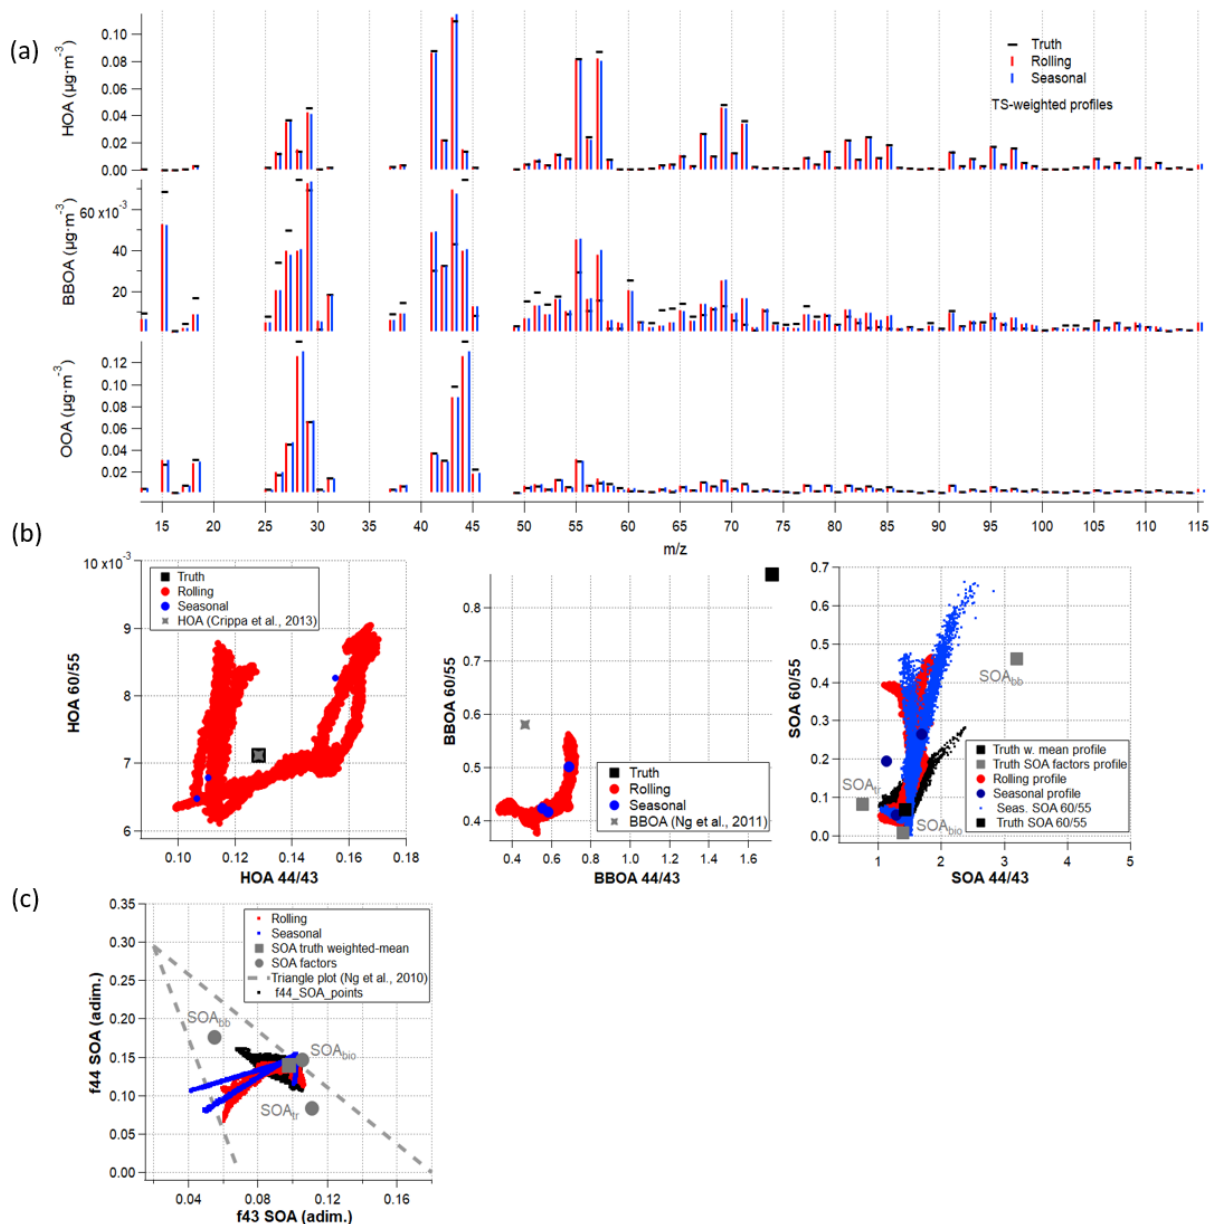 (a)
HOA (µg·m-3)
0.10
0.08
0.06
0.04
0.02
0.00
Truth
Rolling
Seasonal
TS-weighted profiles
BBOA (µg·m-3)
60 x10-3
40
20
OOA (µg·m-3)
0.12
0.10
0.08
0.06
0.04
0.02
15 20 25 30 35 40 45 50 55 60 65 70 75 80 85 90 95 100 105 110 115
m/z
(b)
HOA 60/55
10 x10-3
9
8
7
6
Truth
Rolling
Seasonal
HOA (Crippa et al., 2013)
0.10 0.12 0.14 0.16 0.18
HOA 44/43
BBOA 60/55
0.8
0.7
0.6
0.5
0.4
Truth
Rolling
Seasonal
BBOA (Ng et al., 2011)
0.4 0.6 0.8 1.0 1.2 1.4 1.6
BBOA 44/43
SOA 60/55
0.7
0.6
0.5
0.4
0.3
0.2
0.1
0.0
SOAbb
SOAtr
SOAbio
Truth w. mean profile
Truth SOA factors profile
Rolling profile
Seasonal profile
Seas. SOA 60/55
Truth SOA 60/55
1 2 3 4 5
SOA 44/43
(c)
f44 SOA (adim.)
0.35
0.30
0.25
0.20
0.15
0.10
0.05
0.00
Rolling
Seasonal
SOA truth weighted-mean
SOA factors
Triangle plot (Ng et al., 2010)
f44_SOA_points
SOAbb
SOAbio
SOAtr
0.04 0.08 0.12 0.16
f43 SOA (adim.)